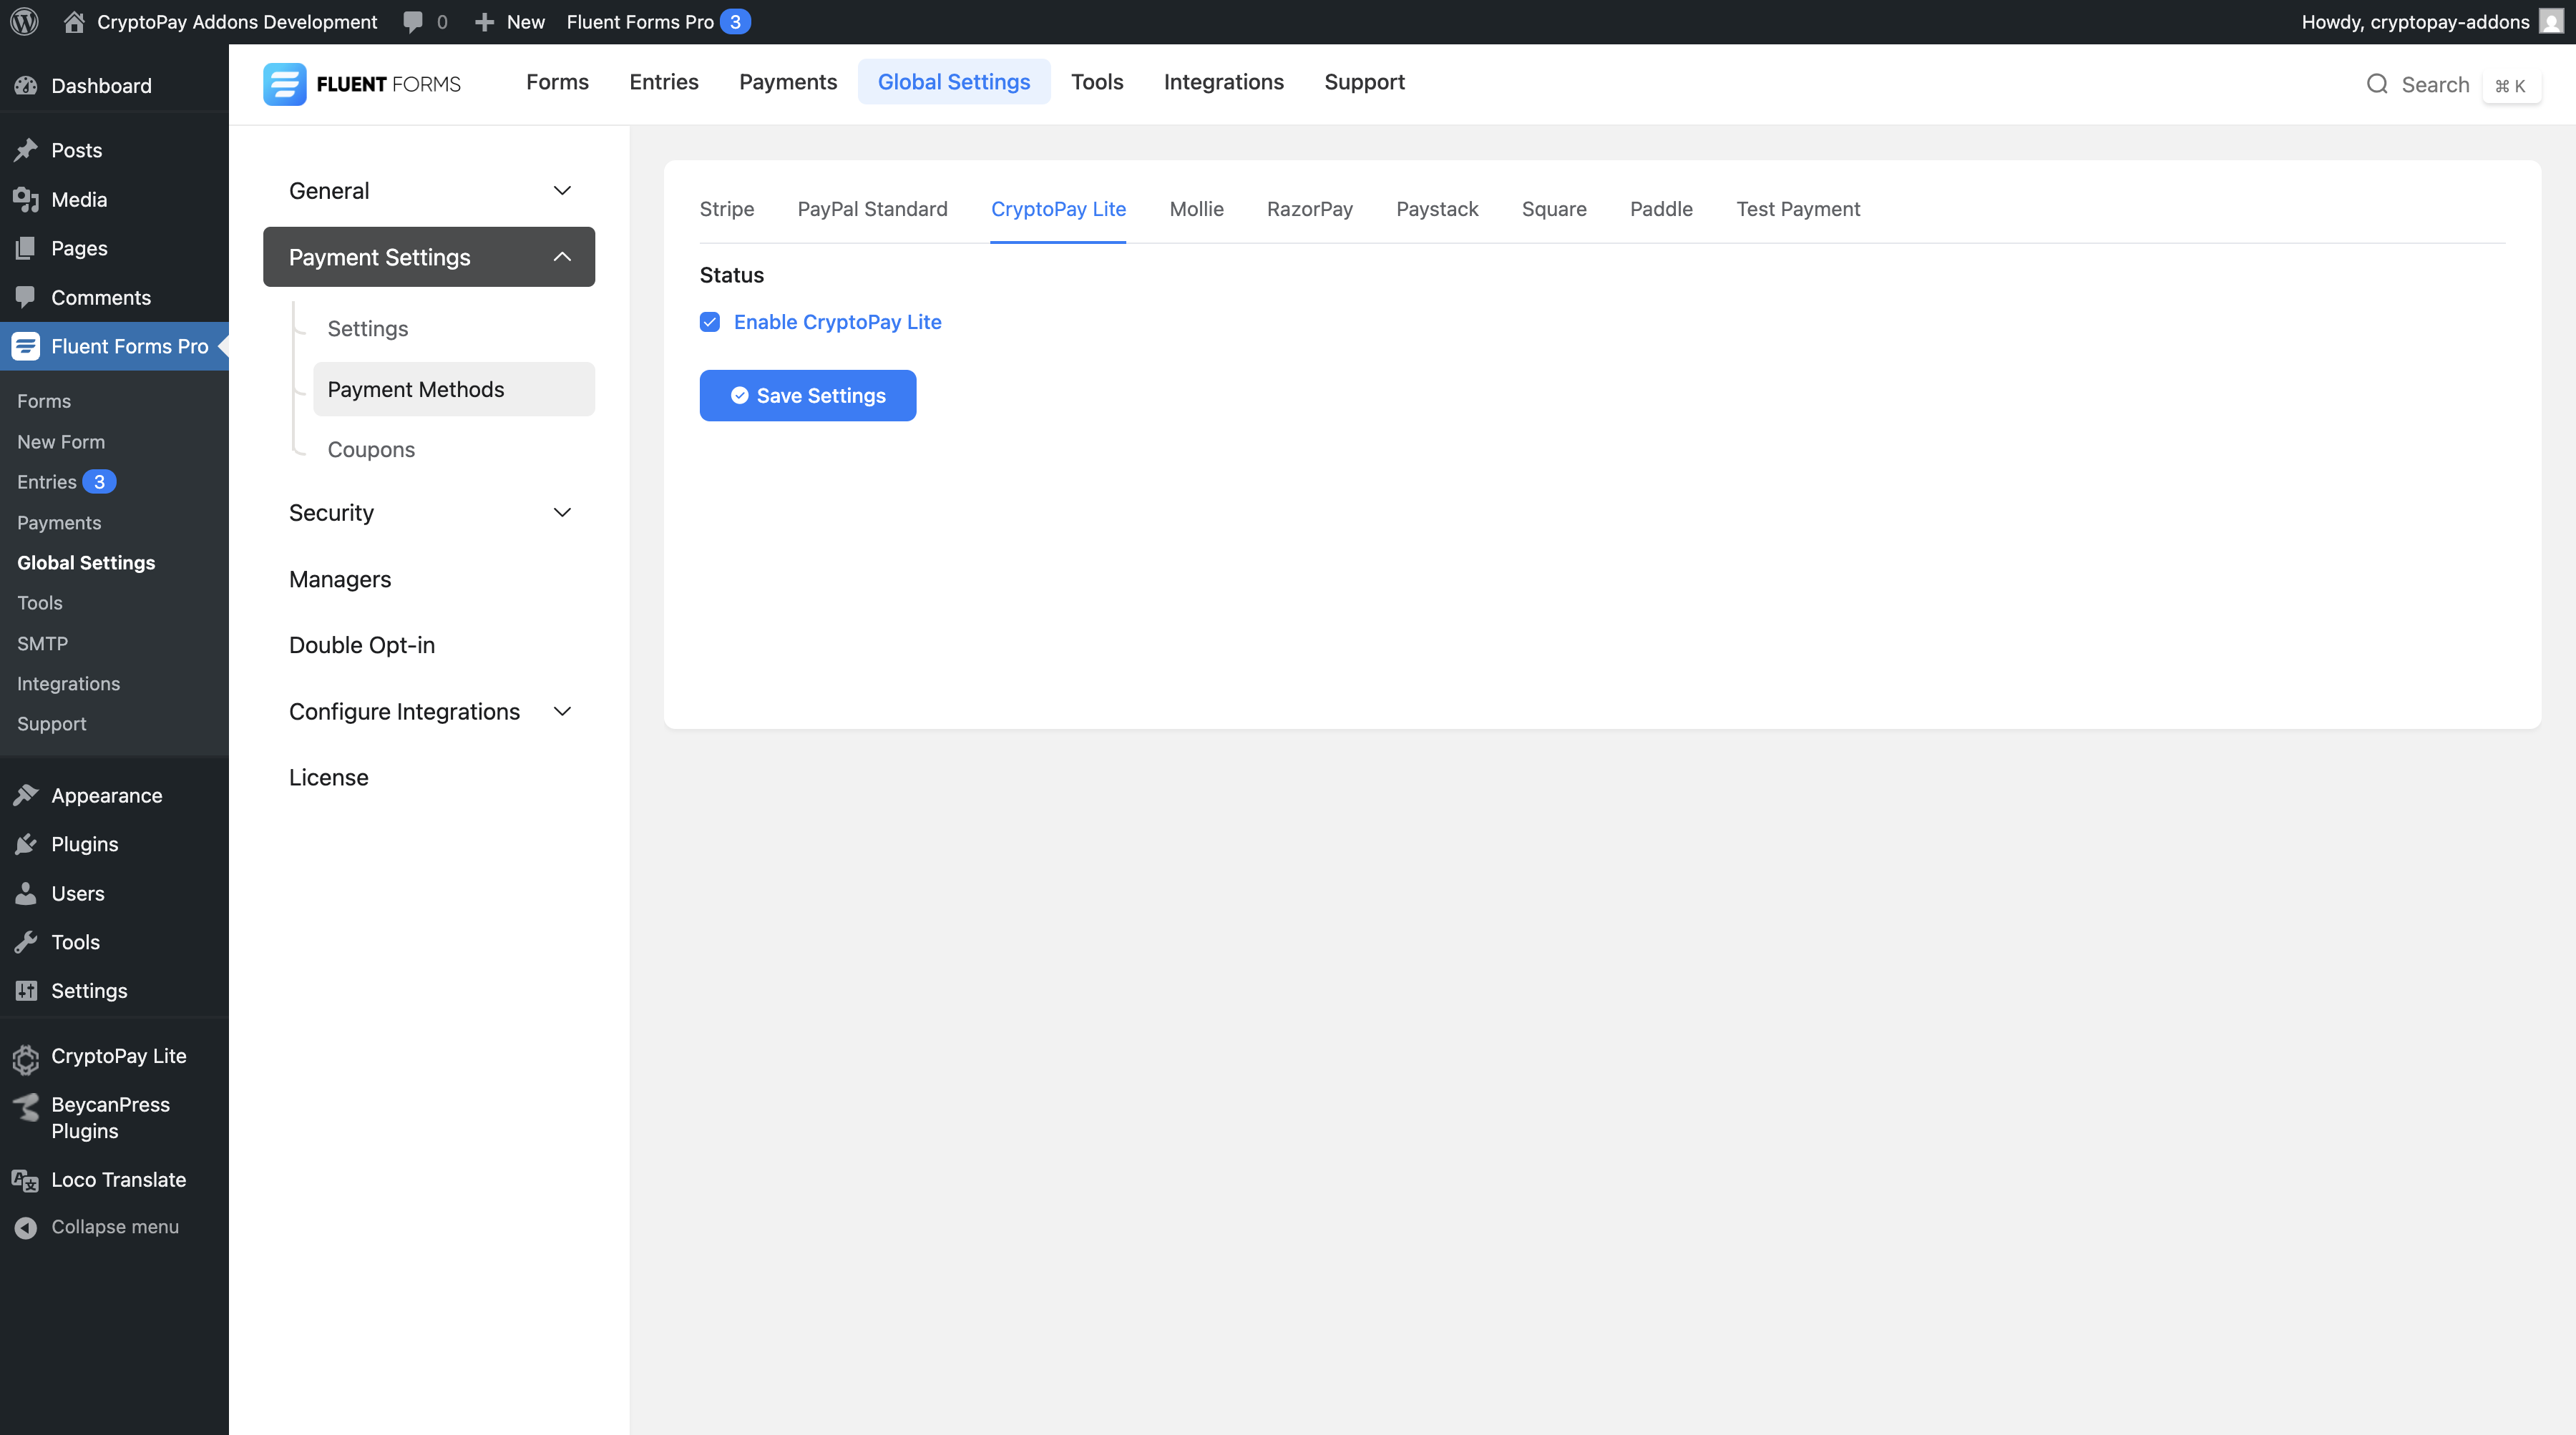 CryptoPay Addons Development
0
New
Fluent Forms Pro 3
Howdy, cryptopay-addons
Dashboard
Posts
Media
Pages
Comments
Fluent Forms Pro
Forms
New Form
Entries 3
Payments
Global Settings
Tools
SMTP
Integrations
Support
Appearance
Plugins
Users
Tools
Settings
CryptoPay Lite
BeycanPress
Plugins
Loco Translate
Collapse menu
FLUENT FORMS
Forms
Entries
Payments
Global Settings
Tools
Integrations
Support
Search
⌘ K
General
Payment Settings
Settings
Payment Methods
Coupons
Security
Managers
Double Opt-in
Configure Integrations
License
Stripe
PayPal Standard
CryptoPay Lite
Mollie
RazorPay
Paystack
Square
Paddle
Test Payment
Status
Enable CryptoPay Lite
Save Settings